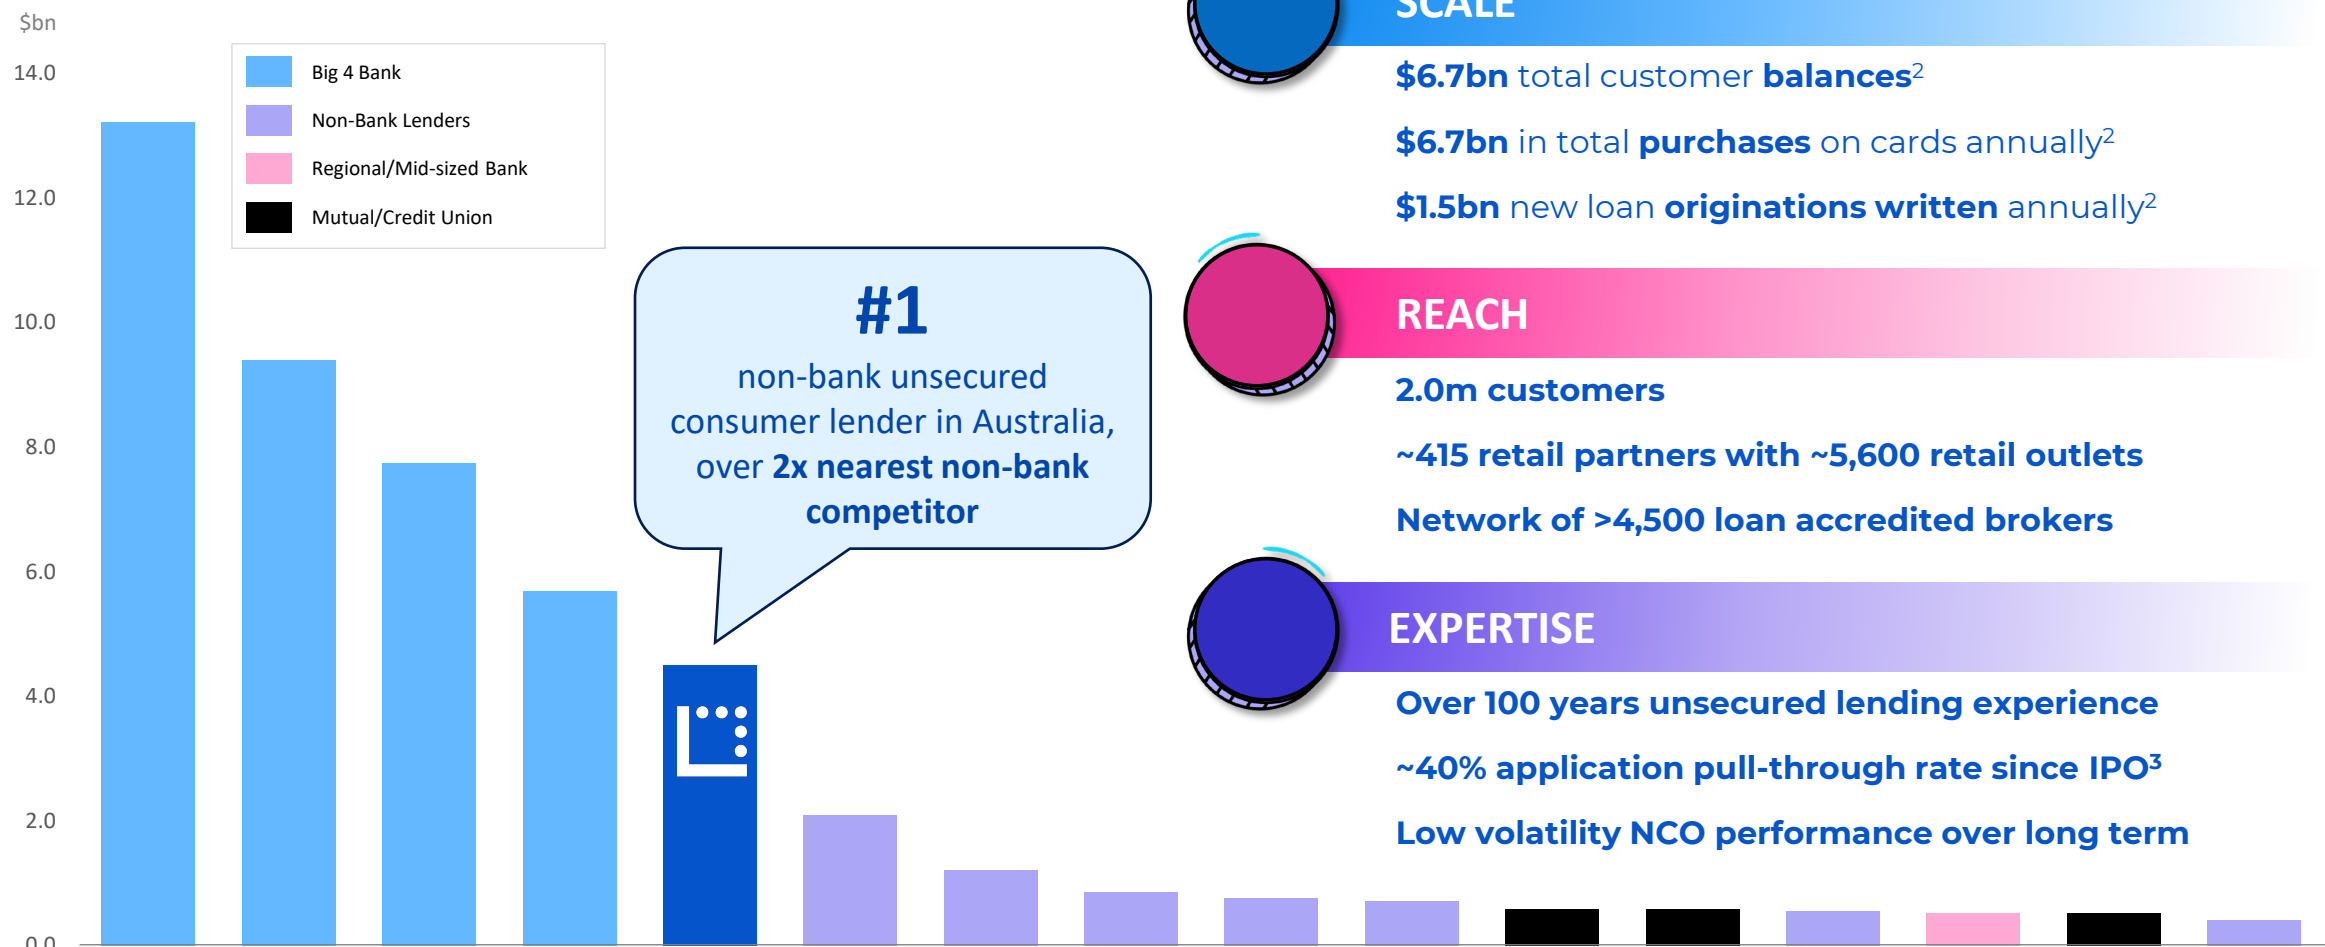 $bn
14.0
12.0
10.0
8.0
6.0
4.0
2.0
0.0
Big 4 Bank
Non-Bank Lenders
Regional/Mid-sized Bank
Mutual/Credit Union
#1
non-bank unsecured
consumer lender in Australia,
over 2x nearest non-bank
competitor
SCALE
$6.7bn total customer balances²
$6.7bn in total purchases on cards annually²
$1.5bn new loan originations written annually²
REACH
2.0m customers
~415 retail partners with ~5,600 retail outlets
Network of >4,500 loan accredited brokers
EXPERTISE
Over 100 years unsecured lending experience
~40% application pull-through rate since IPO³
Low volatility NCO performance over long term